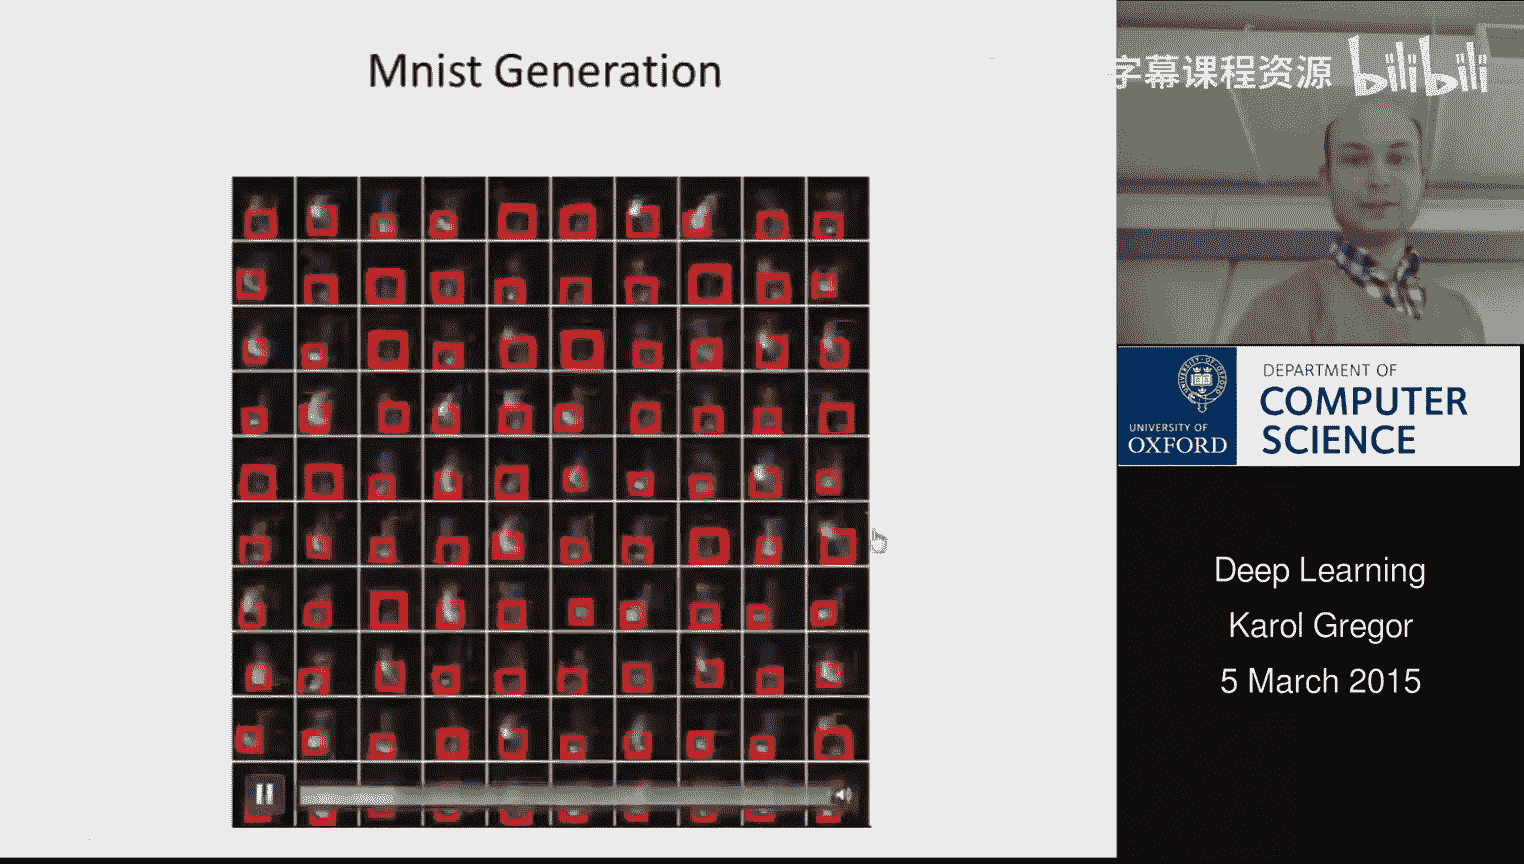 Mnist Generation
字幕课程资源 bilibili
UNIVERSITY OF
OXFORD
DEPARTMENT OF
COMPUTER
SCIENCE
Deep Learning
Karol Gregor
5 March 2015